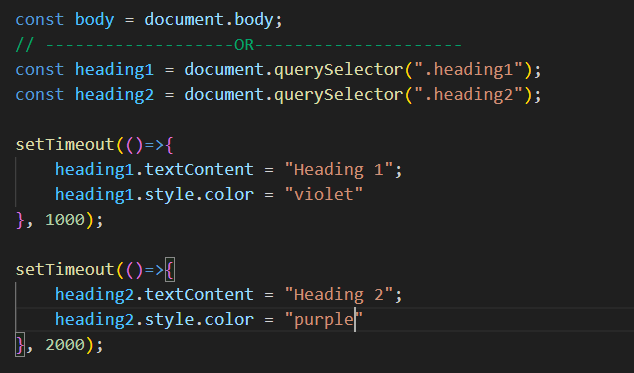 const body = document.body;
// -------------------OR--------------------
const heading1 = document.querySelector(".heading1");
const heading2 = document.querySelector(".heading2");
setTimeout(()=>{
heading1.textContent = "Heading 1";
heading1.style.color = "violet"
}, 1000);
setTimeout(()=>{
heading2.textContent = "Heading 2";
heading2.style.color = "purple"
}, 2000);